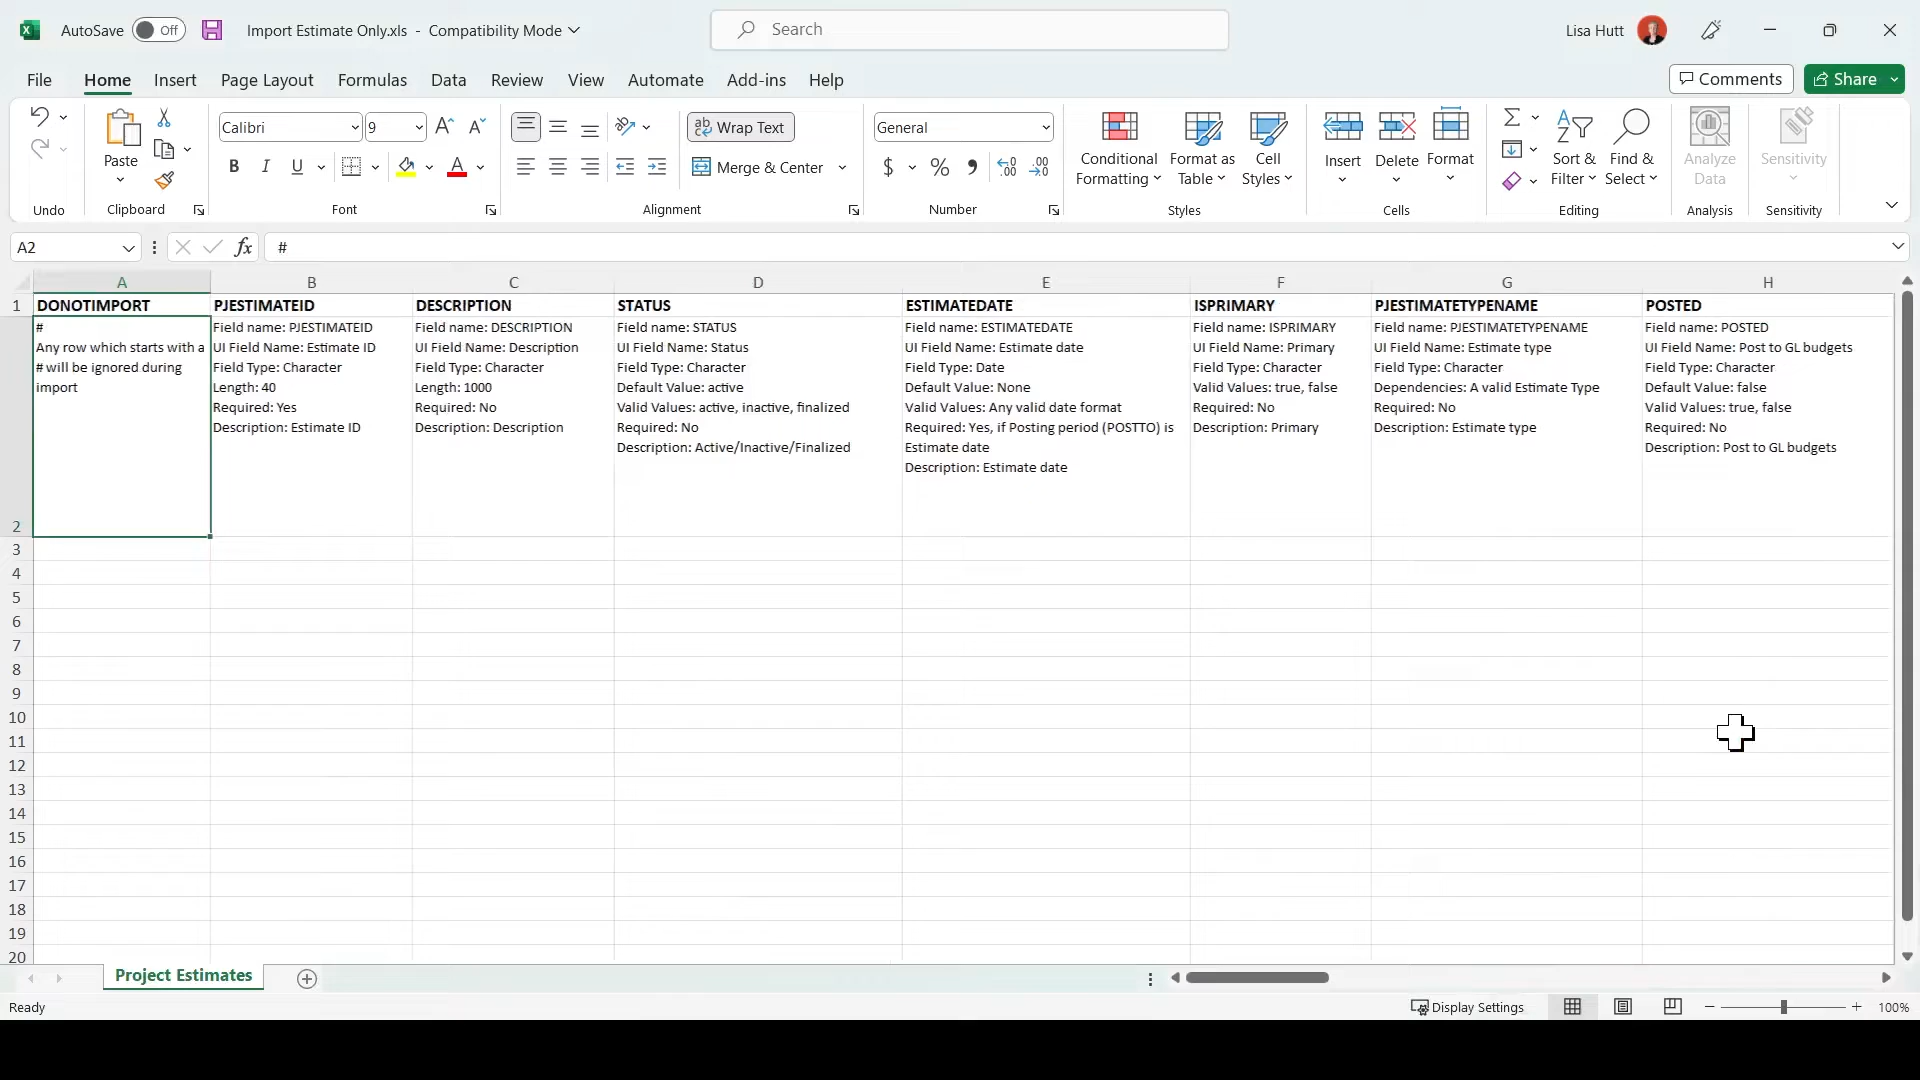 AutoSave Off Import Estimate Only.xls - Compatibility Mode Search Lisa Hutt
File Home Insert Page Layout Formulas Data Review View Automate Add-ins Help Comments Share
Calibri 9 ab Wrap Text General
Paste B I U A Merge & Center $ % Conditional Formatting Format as Table Cell Styles Insert Delete Format Sort & Filter Find & Select Analyze Data Sensitivity
Undo Clipboard Font Alignment Number Styles Cells Editing Analysis Sensitivity
A2 fx #
A B C D E F G H
1 DONOTIMPORT PJESTIMATEID DESCRIPTION STATUS ESTIMATEDATE ISPRIMARY PJESTIMATETYPENAME POSTED
#
Any row which starts with a
# will be ignored during
import
Field name: PJESTIMATEID
UI Field Name: Estimate ID
Field Type: Character
Length: 40
Required: Yes
Description: Estimate ID
Field name: DESCRIPTION
UI Field Name: Description
Field Type: Character
Length: 1000
Required: No
Description: Description
Field name: STATUS
UI Field Name: Status
Field Type: Character
Default Value: active
Valid Values: active, inactive, finalized
Required: No
Description: Active/Inactive/Finalized
Field name: ESTIMATEDATE
UI Field Name: Estimate date
Field Type: Date
Default Value: None
Valid Values: Any valid date format
Required: Yes, if Posting period (POSTTO) is
Estimate date
Description: Estimate date
Field name: ISPRIMARY
UI Field Name: Primary
Field Type: Character
Valid Values: true, false
Required: No
Description: Primary
Field name: PJESTIMATETYPENAME
UI Field Name: Estimate type
Field Type: Character
Dependencies: A valid Estimate Type
Required: No
Description: Estimate type
Field name: POSTED
UI Field Name: Post to GL budgets
Field Type: Character
Default Value: false
Valid Values: true, false
Required: No
Description: Post to GL budgets
2
3
4
5
6
7
8
9
10
11
12
13
14
15
16
17
18
19
20
Project Estimates
Ready Display Settings 100%